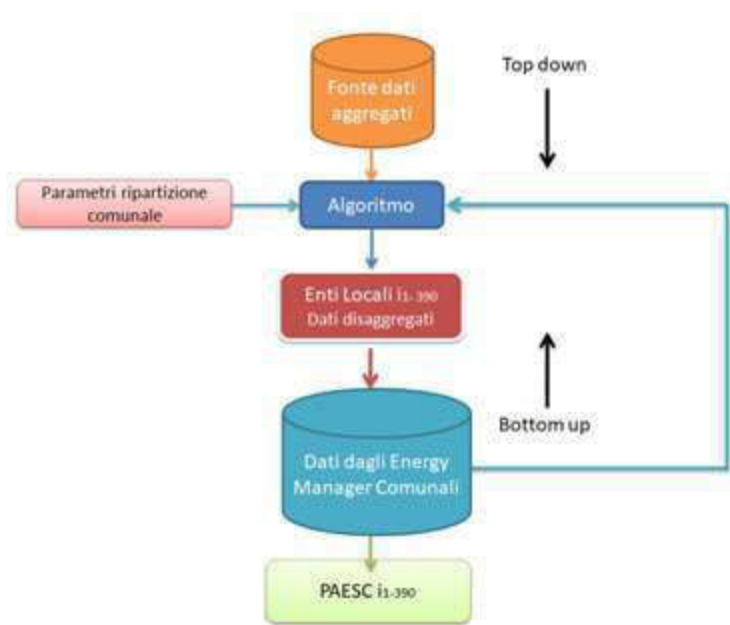 Fonte dati
aggregati
Top down
Parametri ripartizione
comunale
Algoritmo
Enti Locali i1-390
Dati disaggregati
Bottom up
Dati dagli Energy
Manager Comunali
PAESC i1-390